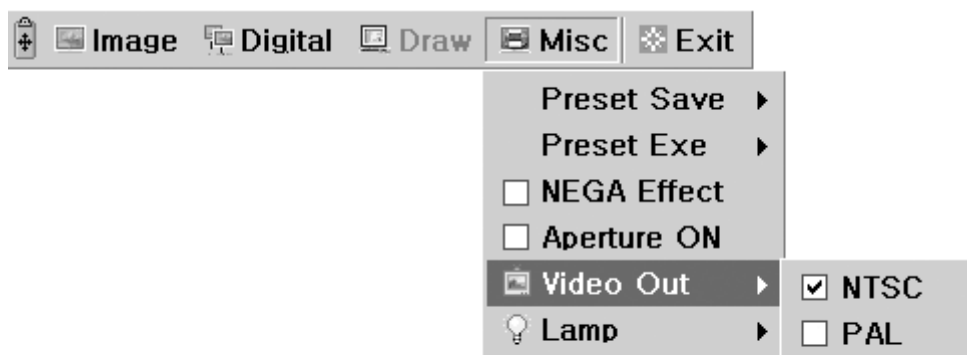 Image Digital Draw Misc Exit
Preset Save
Preset Exe
NEGA Effect
Aperture ON
Video Out NTSC
Lamp PAL